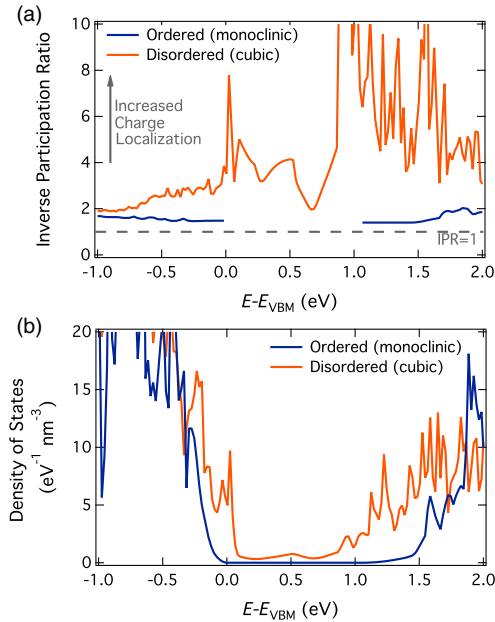 (a)
Inverse Participation Ratio
10
8
6
4
2
0
Ordered (monoclinic)
Disordered (cubic)
Increased
Charge
Localization
IPR=1
-1.0 -0.5 0.0 0.5 1.0 1.5 2.0
E-EVBM (eV)
(b)
Density of States
(eV-1 nm-3)
20
15
10
5
0
Ordered (monoclinic)
Disordered (cubic)
-1.0 -0.5 0.0 0.5 1.0 1.5 2.0
E-EVBM (eV)